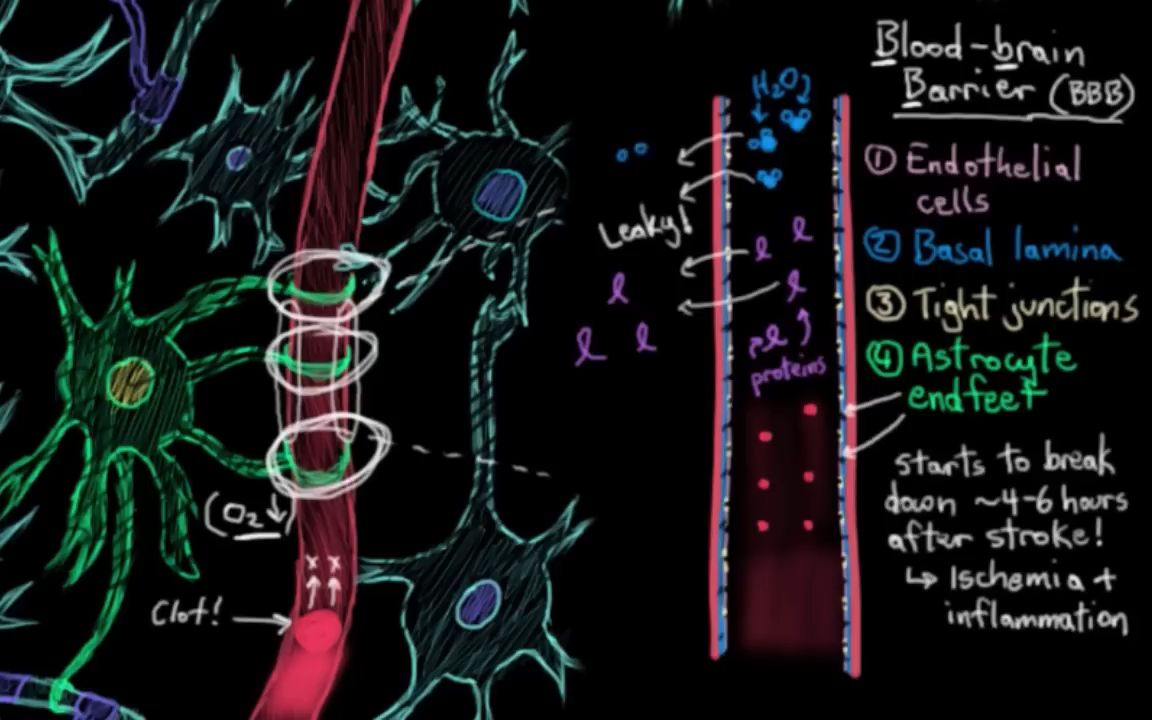 Blood-brain
Barrier (BBB)
① Endothelial
cells
② Basal lamina
③ Tight junctions
④ Astrocyte
endfeet
starts to break
down ~4-6 hours
after stroke!
↳ Ischemia +
inflammation
H₂O
Leaky!
proteins
(O₂↓)
x x
Clot!